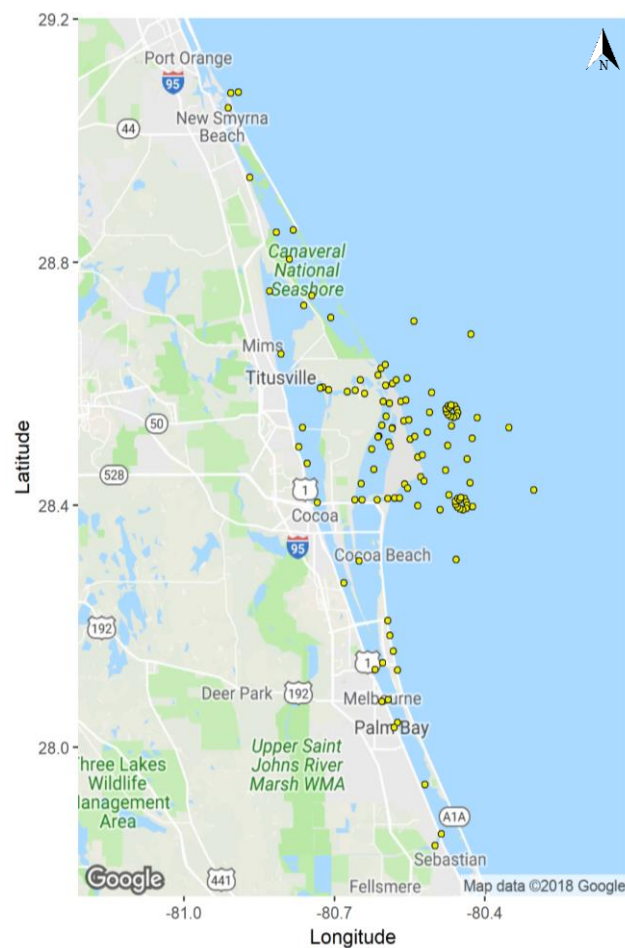 29.2
Port Orange
N
95
44
New Smyrna
Beach
28.8
Canaveral
National
Seashore
Mims
Titusville
50
528
1
28.4
Cocoa
95
Cocoa Beach
192
1
Deer Park
192
Melbourne
Palm Bay
28.0
Upper Saint
Johns River
Marsh WMA
Three Lakes
Wildlife
Management
Area
A1A
Sebastian
Google
441
Fellsmere
Map data ©2018 Google
-81.0
-80.7
-80.4
Longitude
Latitude